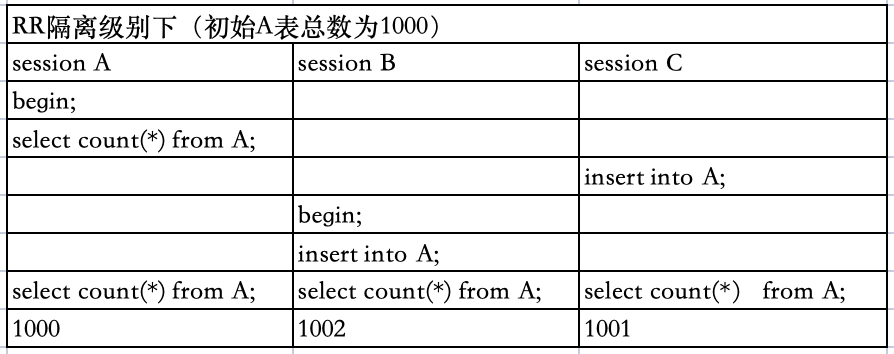 RR隔离级别下（初始A表总数为1000）
session A session B session C
begin;
select count(*) from A;
insert into A;
begin;
insert into A;
select count(*) from A; select count(*) from A; select count(*） from A;
1000 1002 1001